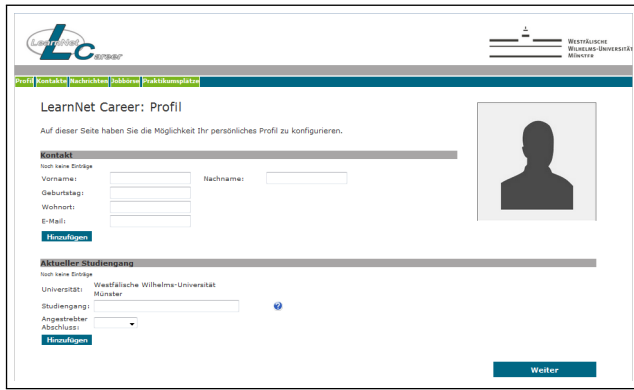 LearnNet
Career
WESTFÄLISCHE
WILHELMS-UNIVERSITÄT
MÜNSTER
Profil Kontakte Nachrichten Jobbörse Praktikumsplätze
LearnNet Career: Profil
Auf dieser Seite haben Sie die Möglichkeit Ihr persönliches Profil zu konfigurieren.
Kontakt
Noch keine Einträge
Vorname: Nachname:
Geburtstag:
Wohnort:
E-Mail:
Hinzufügen
Aktueller Studiengang
Noch keine Einträge
Universität: Westfälische Wilhelms-Universität
Münster
Studiengang: ?
Angestrebter
Abschluss:
Hinzufügen
Weiter